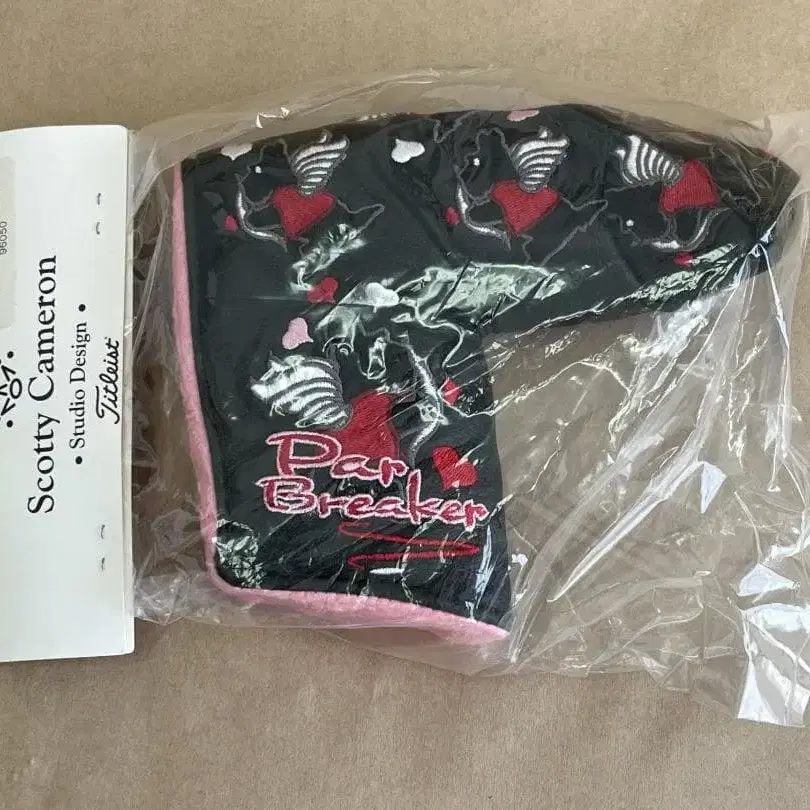 96050
Scotty Cameron
• Studio Design •
Titleist
Par
Breaker